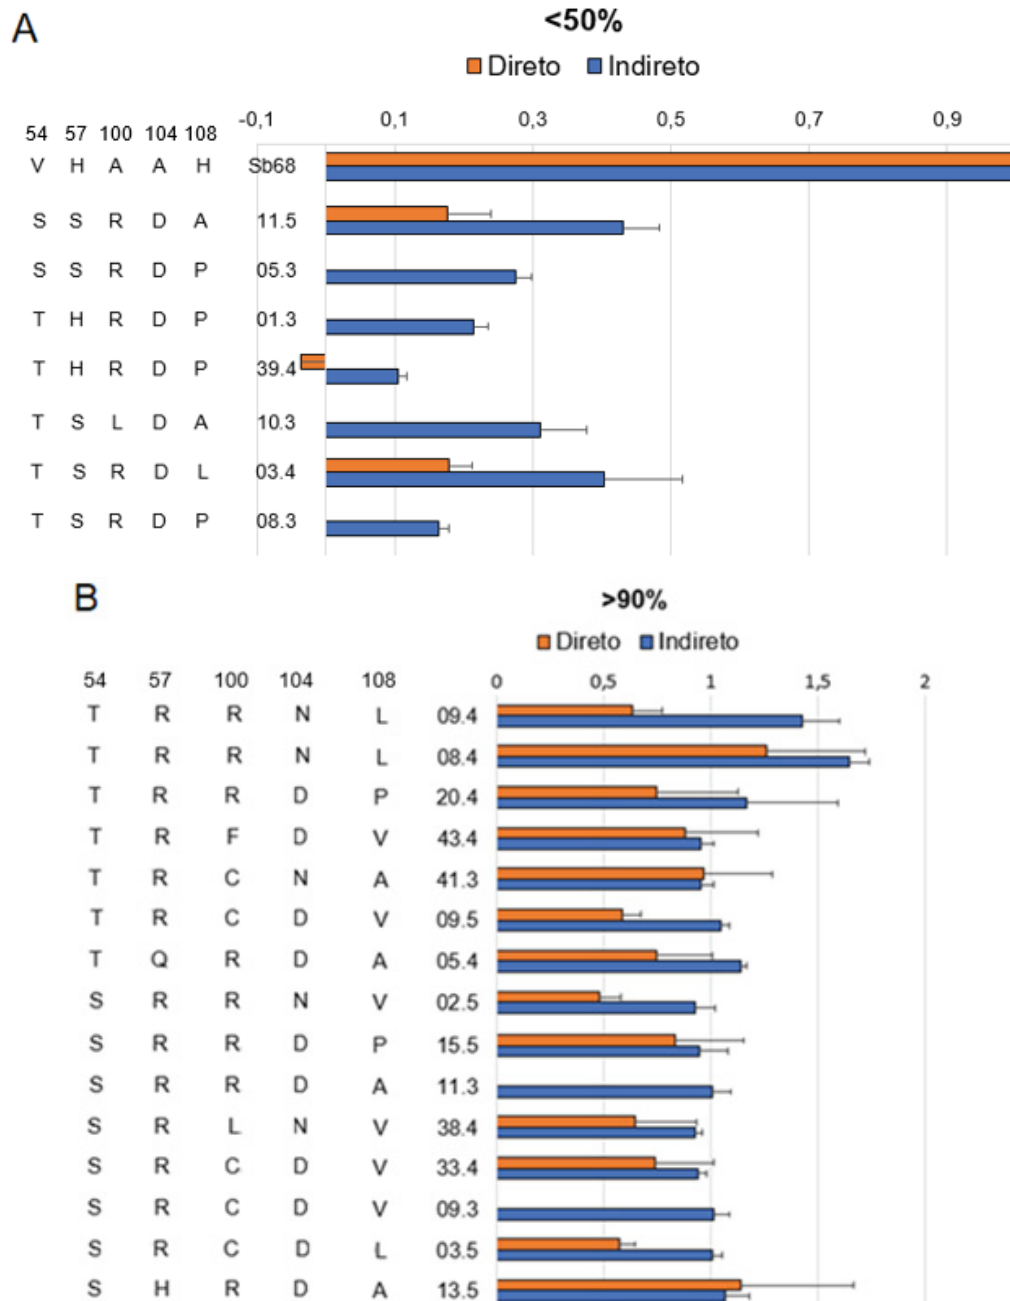 A
<50%
Direto Indireto
-0,1 0,1 0,3 0,5 0,7 0,9
54 57 100 104 108
V H A A H Sb68
S S R D A 11.5
S S R D P 05.3
T H R D P 01.3
T H R D P 39.4
T S L D A 10.3
T S R D L 03.4
T S R D P 08.3
B
>90%
Direto Indireto
54 57 100 104 108 0 0,5 1 1,5 2
T R R N L 09.4
T R R N L 08.4
T R R D P 20.4
T R F D V 43.4
T R C N A 41.3
T R C D V 09.5
T Q R D A 05.4
S R R N V 02.5
S R R D P 15.5
S R R D A 11.3
S R L N V 38.4
S R C D V 33.4
S R C D V 09.3
S R C D L 03.5
S H R D A 13.5